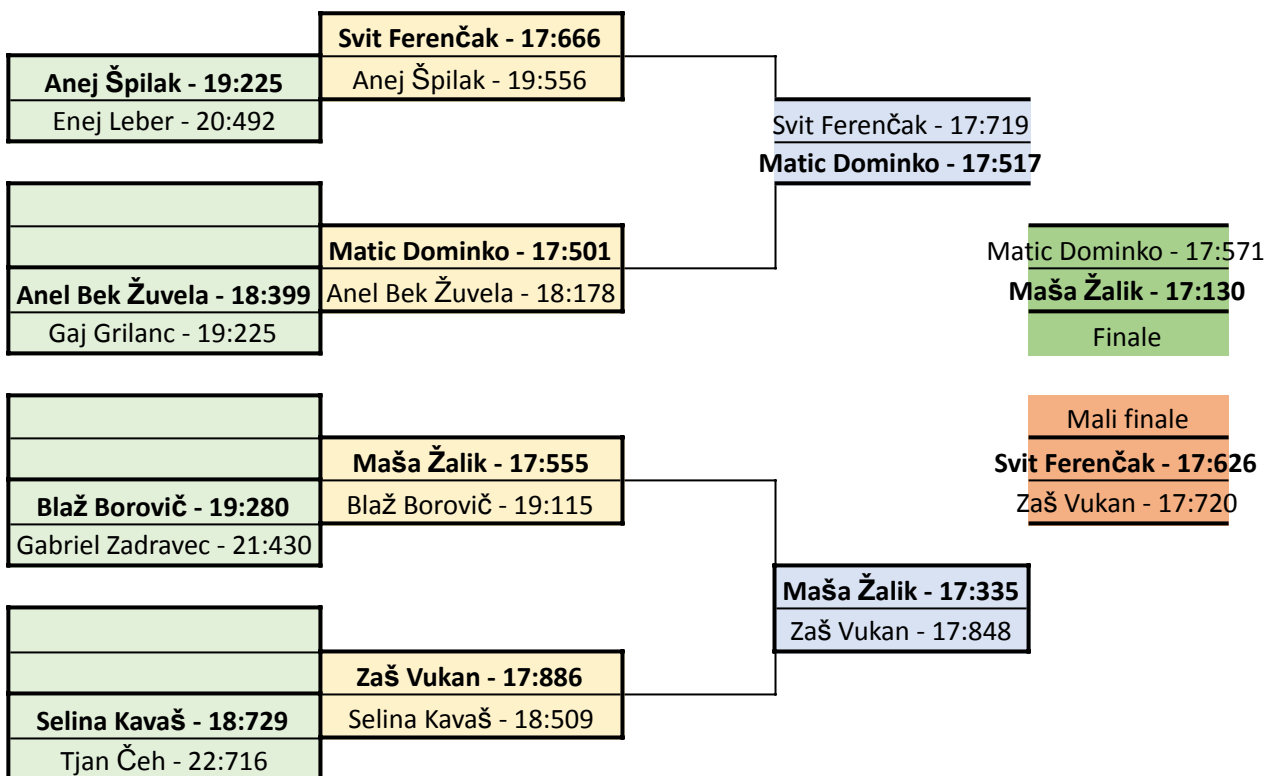 Svit Ferenčak - 17:666
Anej Špilak - 19:556
Anej Špilak - 19:225
Enej Leber - 20:492
Svit Ferenčak - 17:719
Matic Dominko - 17:517
Matic Dominko - 17:501
Anel Bek Žuvela - 18:178
Anel Bek Žuvela - 18:399
Gaj Grilanc - 19:225
Matic Dominko - 17:571
Maša Žalik - 17:130
Finale
Mali finale
Svit Ferenčak - 17:626
Zaš Vukan - 17:720
Maša Žalik - 17:555
Blaž Borovič - 19:115
Blaž Borovič - 19:280
Gabriel Zadravec - 21:430
Maša Žalik - 17:335
Zaš Vukan - 17:848
Zaš Vukan - 17:886
Selina Kavaš - 18:509
Selina Kavaš - 18:729
Tjan Čeh - 22:716